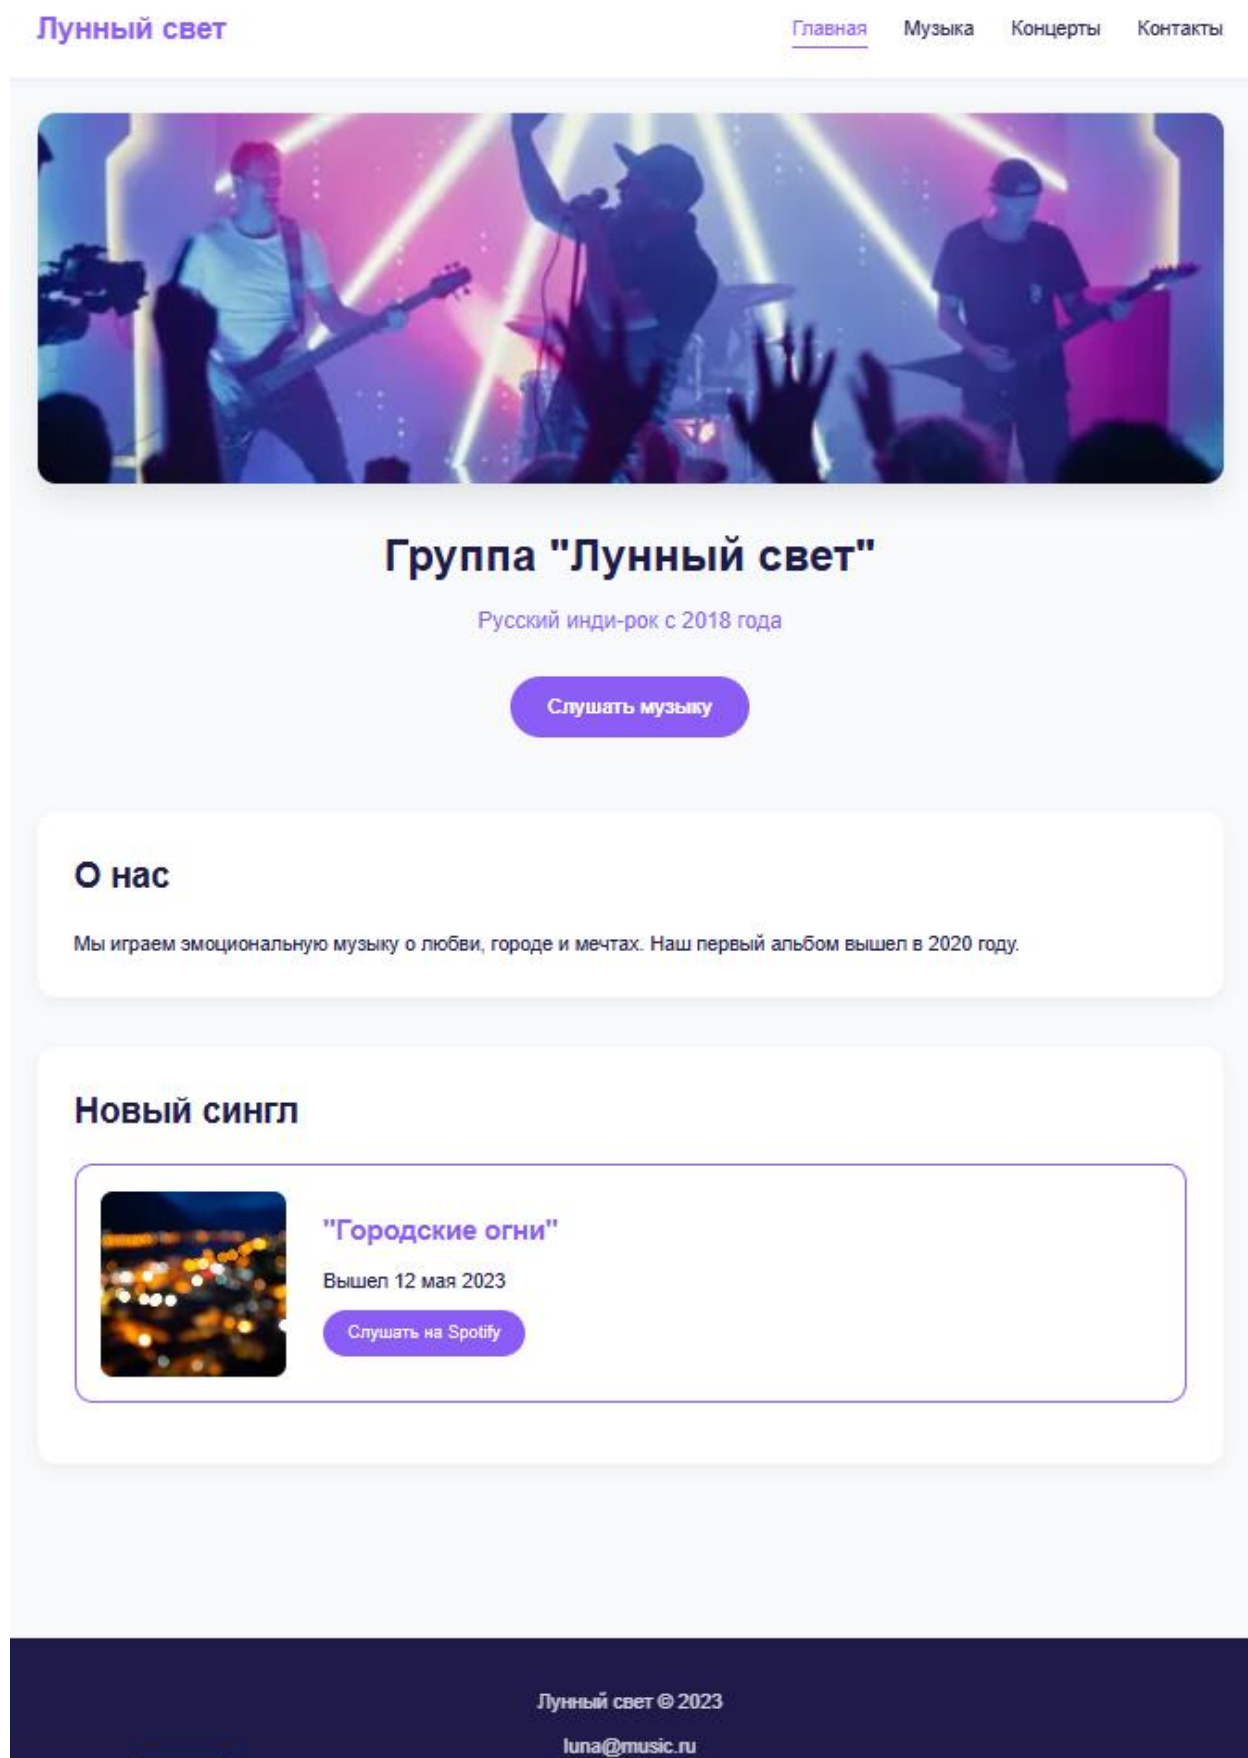 Лунный свет
Главная Музыка Концерты Контакты
Группа "Лунный свет"
Русский инди-рок с 2018 года
Слушать музыку
О нас
Мы играем эмоциональную музыку о любви, городе и мечтах. Наш первый альбом вышел в 2020 году.
Новый сингл
"Городские огни"
Вышел 12 мая 2023
Слушать на Spotify
Лунный свет © 2023
luna@music.ru